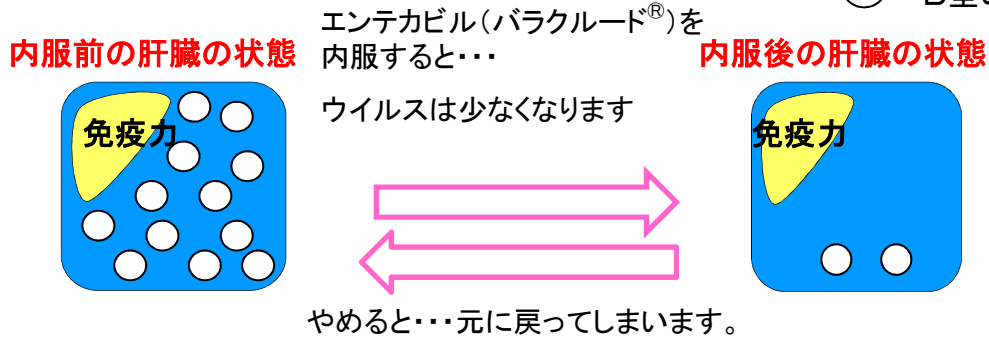 エンテカビル(バラクルード®)を
内服すると・・・
ウイルスは少なくなります
内服前の肝臓の状態
免疫力
内服後の肝臓の状態
免疫力
やめると・・・元に戻ってしまいます。